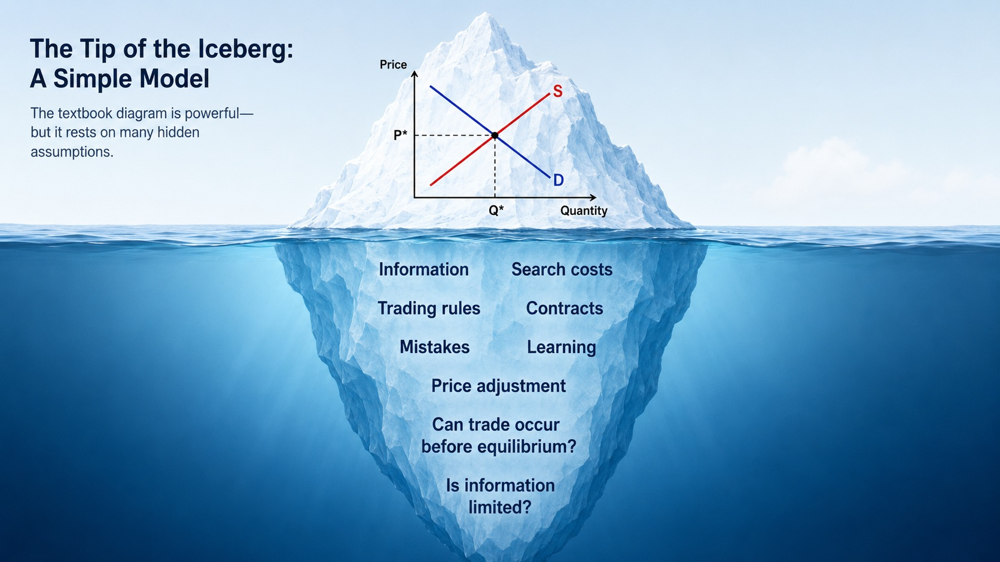 The Tip of the Iceberg:
A Simple Model
The textbook diagram is powerful—
but it rests on many hidden
assumptions.
Price
S
P*
D
Q*
Quantity
Information
Search costs
Trading rules
Contracts
Mistakes
Learning
Price adjustment
Can trade occur
before equilibrium?
Is information
limited?